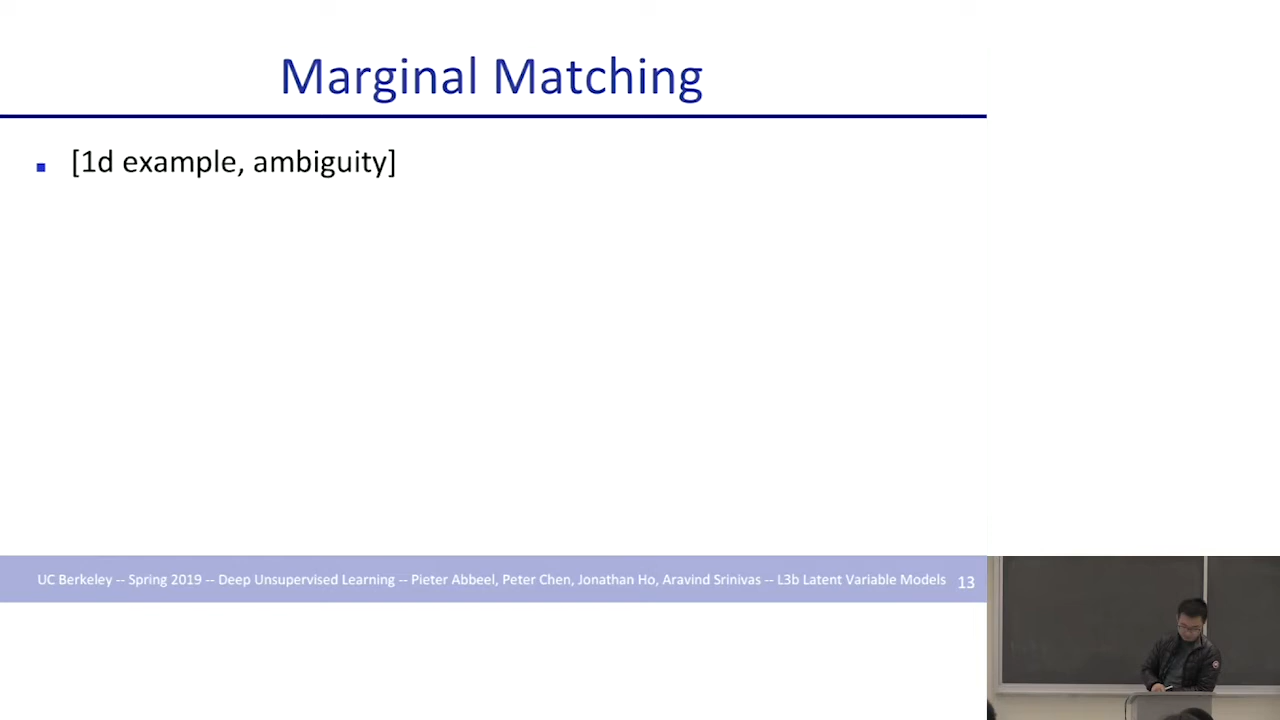 Marginal Matching
[1d example, ambiguity]
UC Berkeley -- Spring 2019 -- Deep Unsupervised Learning -- Pieter Abbeel, Peter Chen, Jonathan Ho, Aravind Srinivas -- L3b Latent Variable Models 13